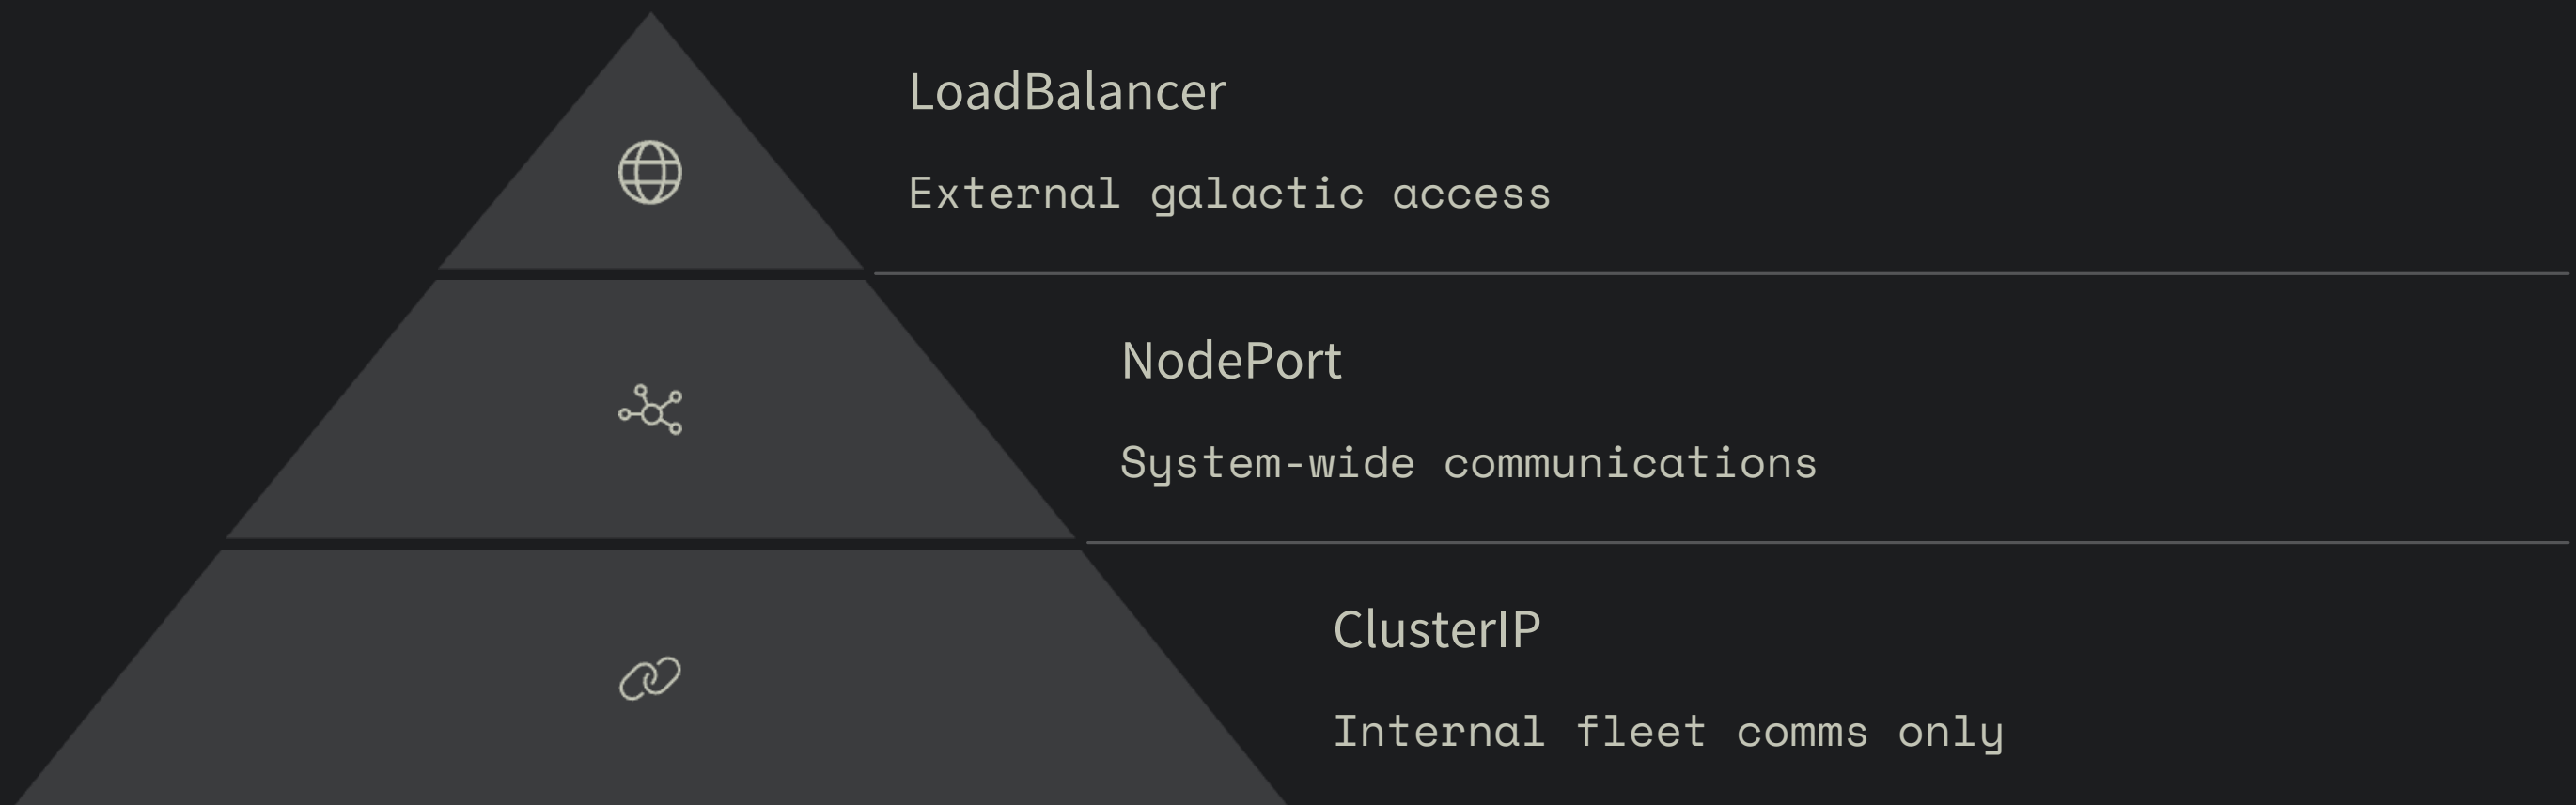 LoadBalancer
External galactic access
NodePort
System-wide communications
ClusterIP
Internal fleet comms only